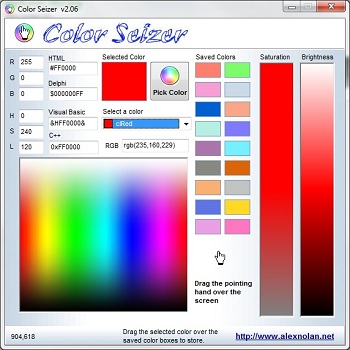 Color Seizer v2.06
Color Seizer
R 255
G 0
B 0
HTML
#FF0000
Delphi
$000000FF
H 0
S 240
L 120
Visual Basic
&HFF0000&
C++
0xFF0000
Selected Color
Pick Color
Select a color
clRed
RGB rgb(235,160,229)
Saved Colors
Saturation
Brightness
Drag the pointing
hand over the
screen
904,618
Drag the selected color over the
saved color boxes to store.
http://www.alexnolan.net